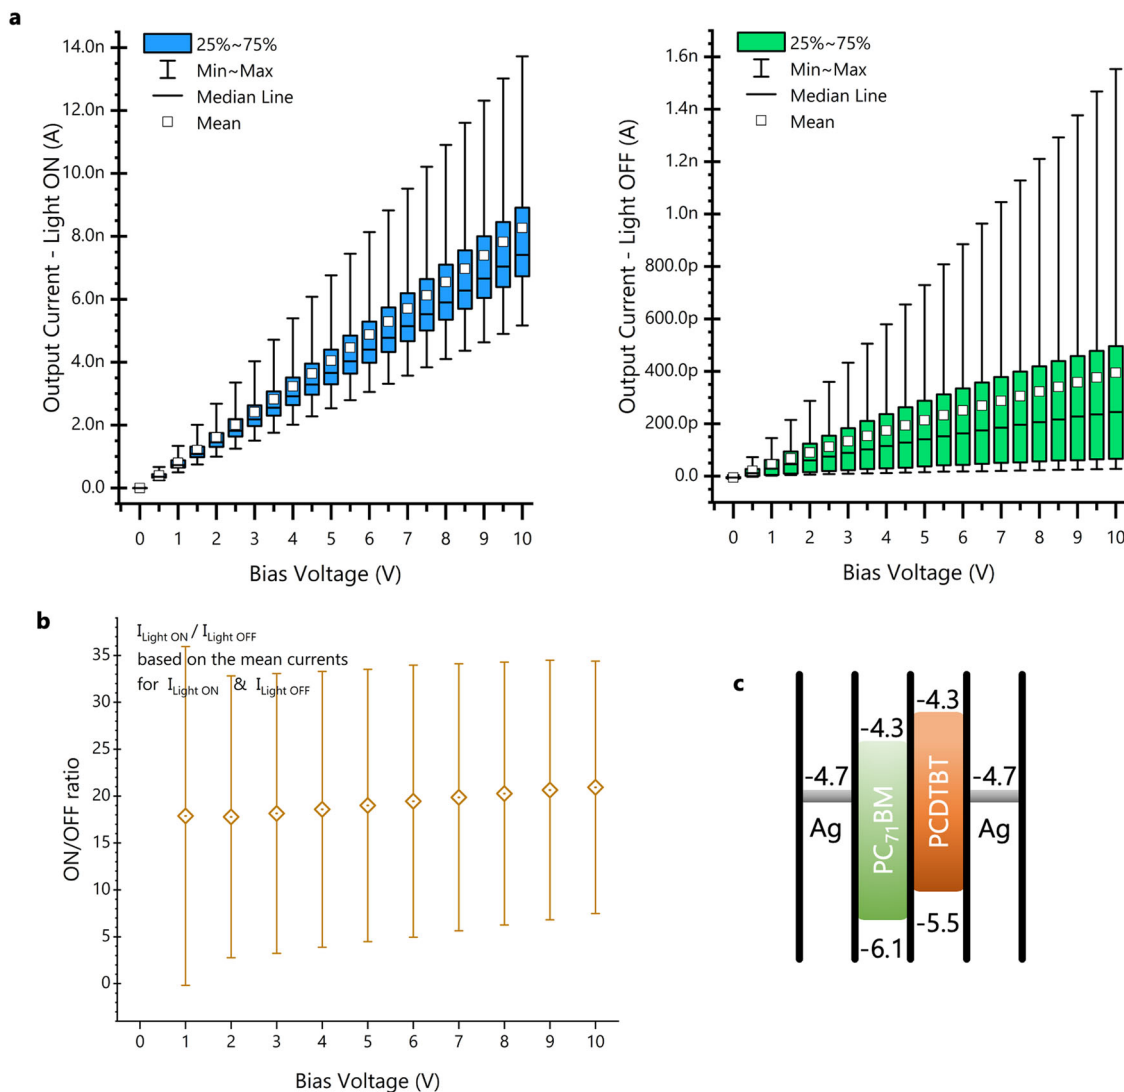 a
14.0n
12.0n
10.0n
8.0n
6.0n
4.0n
2.0n
0.0
Output Current - Light ON (A)
25%~75%
Min~Max
Median Line
Mean
0 1 2 3 4 5 6 7 8 9 10
Bias Voltage (V)
1.6n
1.4n
1.2n
1.0n
800.0p
600.0p
400.0p
200.0p
0.0
Output Current - Light OFF (A)
25%~75%
Min~Max
Median Line
Mean
0 1 2 3 4 5 6 7 8 9 10
Bias Voltage (V)
b
I Light ON / I Light OFF
based on the mean currents
for I Light ON & I Light OFF
35
30
25
20
15
10
5
0
ON/OFF ratio
0 1 2 3 4 5 6 7 8 9 10
Bias Voltage (V)
c
-4.7
Ag
-4.3
PC71BM
-6.1
-4.3
PCDTBT
-5.5
-4.7
Ag